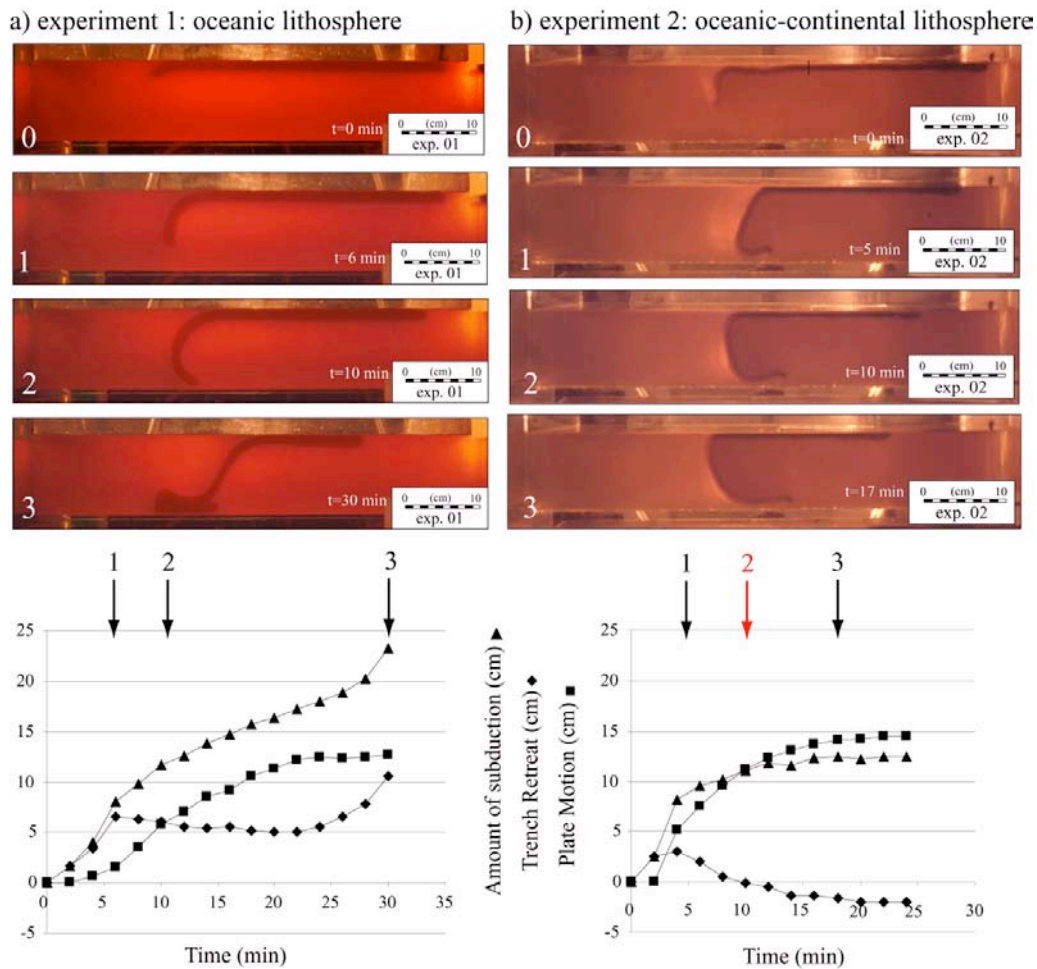 a) experiment 1: oceanic lithosphere
0
t=0 min
0 (cm) 10
exp. 01
1
t=6 min
0 (cm) 10
exp. 01
2
t=10 min
0 (cm) 10
exp. 01
3
t=30 min
0 (cm) 10
exp. 01
b) experiment 2: oceanic-continental lithosphere
0
t=0 min
0 (cm) 10
exp. 02
1
t=5 min
0 (cm) 10
exp. 02
2
t=10 min
0 (cm) 10
exp. 02
3
t=17 min
0 (cm) 10
exp. 02
1 2 3
25
20
15
10
5
0
-5
0 5 10 15 20 25 30 35
Time (min)
Amount of subduction (cm) ▲
Trench Retreat (cm) ◆
Plate Motion (cm) ■
1 2 3
25
20
15
10
5
0
-5
0 5 10 15 20 25 30
Time (min)